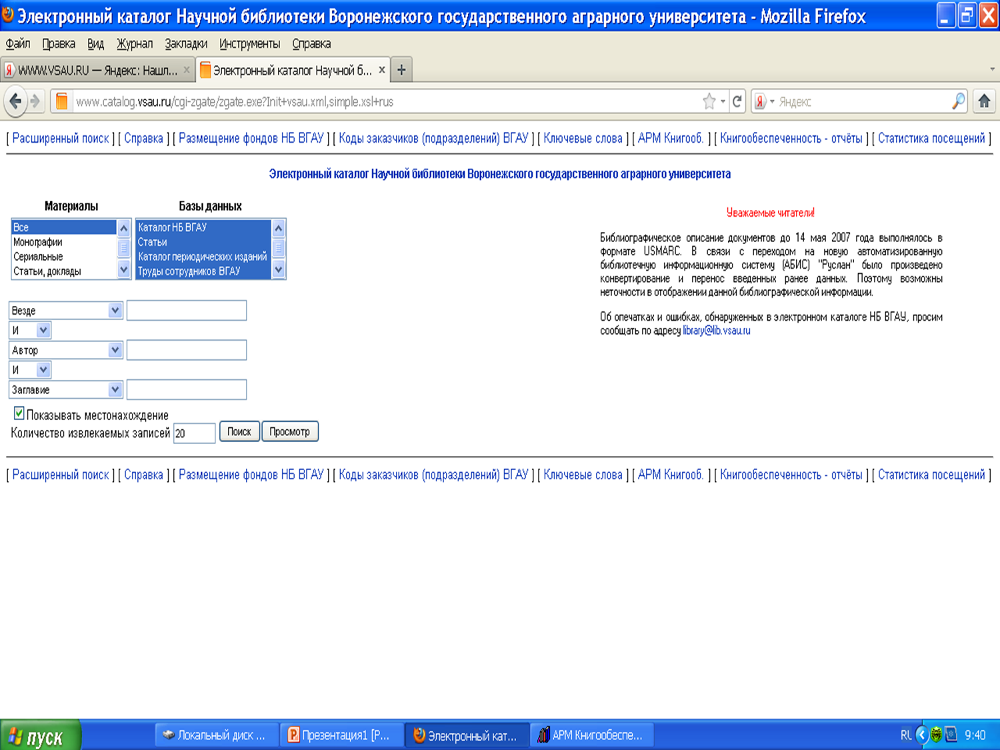 Электронный каталог Научной библиотеки Воронежского государственного аграрного университета - Mozilla Firefox
Файл Правка Вид Журнал Закладки Инструменты Справка
WWW.VSAU.RU — Яндекс: Нашл... Электронный каталог Научной б...
www.catalog.vsau.ru/cgi-zgate/zgate.exe?Init+vsau.xml,simple.xsl+rus Яндекс
[ Расширенный поиск ] [ Справка ] [ Размещение фондов НБ ВГАУ ] [ Коды заказчиков (подразделений) ВГАУ ] [ Ключевые слова ] [ АРМ Книгооб. ] [ Книгообеспеченность - отчёты ] [ Статистика посещений ]
Электронный каталог Научной библиотеки Воронежского государственного аграрного университета
Материалы Базы данных
Все Каталог НБ ВГАУ
Монографии Статьи
Сериальные Каталог периодических изданий
Статьи, доклады Труды сотрудников ВГАУ
Везде
И
Автор
И
Заглавие
Показывать местонахождение
Количество извлекаемых записей 20 Поиск Просмотр
Уважаемые читатели!
Библиографическое описание документов до 14 мая 2007 года выполнялось в
формате USMARC. В связи с переходом на новую автоматизированную
библиотечную информационную систему (АБИС) "Руслан" было произведено
конвертирование и перенос введенных ранее данных. Поэтому возможны
неточности в отображении данной библиографической информации.
Об опечатках и ошибках, обнаруженных в электронном каталоге НБ ВГАУ, просим
сообщать по адресу library@lib.vsau.ru
[ Расширенный поиск ] [ Справка ] [ Размещение фондов НБ ВГАУ ] [ Коды заказчиков (подразделений) ВГАУ ] [ Ключевые слова ] [ АРМ Книгооб. ] [ Книгообеспеченность - отчёты ] [ Статистика посещений ]
пуск Локальный диск ... Презентация1 [P... Электронный кат... АРМ Книгообеспе... RU 9:40